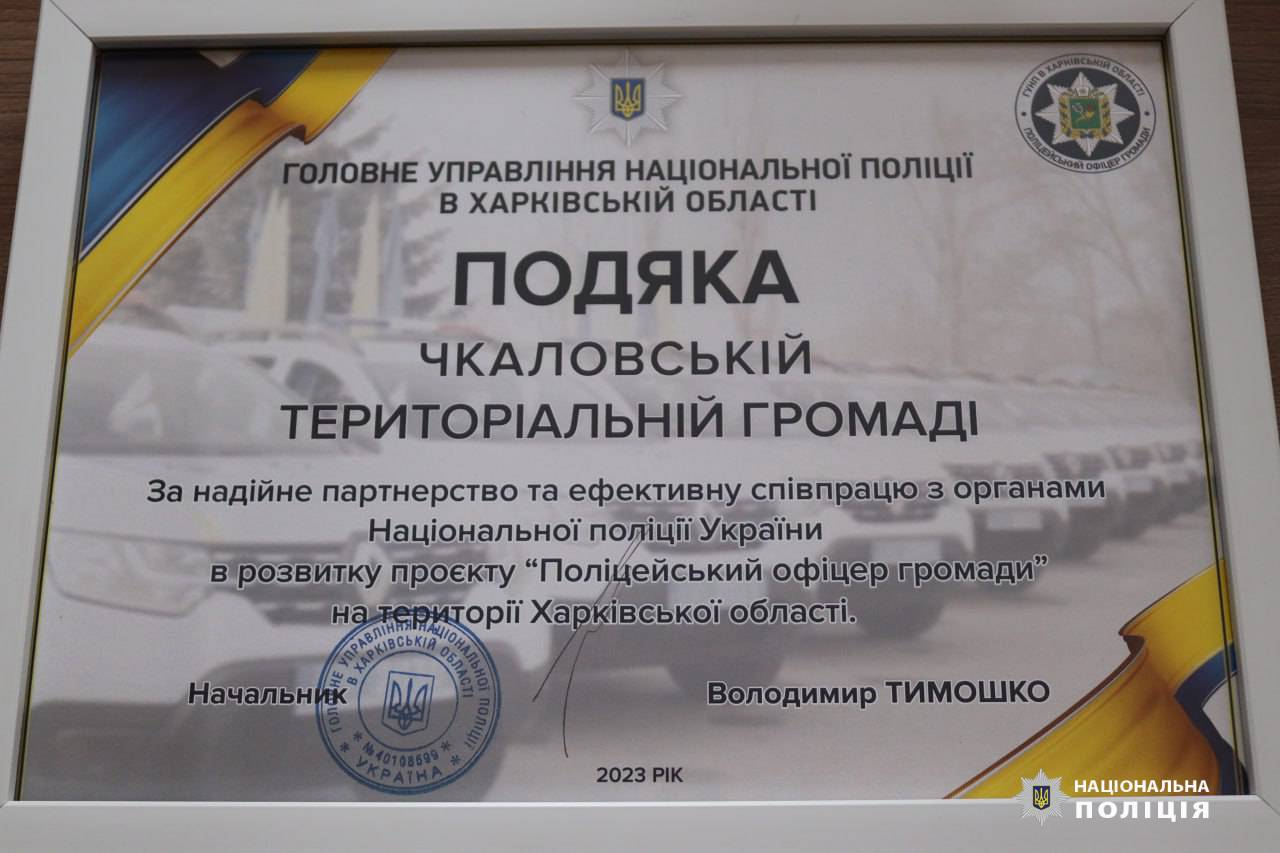 ГУНП В ХАРКІВСЬКІЙ ОБЛАСТІ
ПОЛІЦЕЙСЬКИЙ ОФІЦЕР ГРОМАДИ
ГОЛОВНЕ УПРАВЛІННЯ НАЦІОНАЛЬНОЇ ПОЛІЦІЇ
В ХАРКІВСЬКІЙ ОБЛАСТІ
ПОДЯКА
ЧКАЛОВСЬКІЙ
ТЕРИТОРІАЛЬНІЙ ГРОМАДІ
За надійне партнерство та ефективну співпрацю з органами
Національної поліції України
в розвитку проєкту “Поліцейський офіцер громади”
на території Харківської області.
Начальник
Володимир ТИМОШКО
ГОЛОВНЕ УПРАВЛІННЯ НАЦІОНАЛЬНОЇ ПОЛІЦІЇ
В ХАРКІВСЬКІЙ ОБЛАСТІ
№ 40108599
УКРАЇНА
2023 РІК
НАЦІОНАЛЬНА
ПОЛІЦІЯ